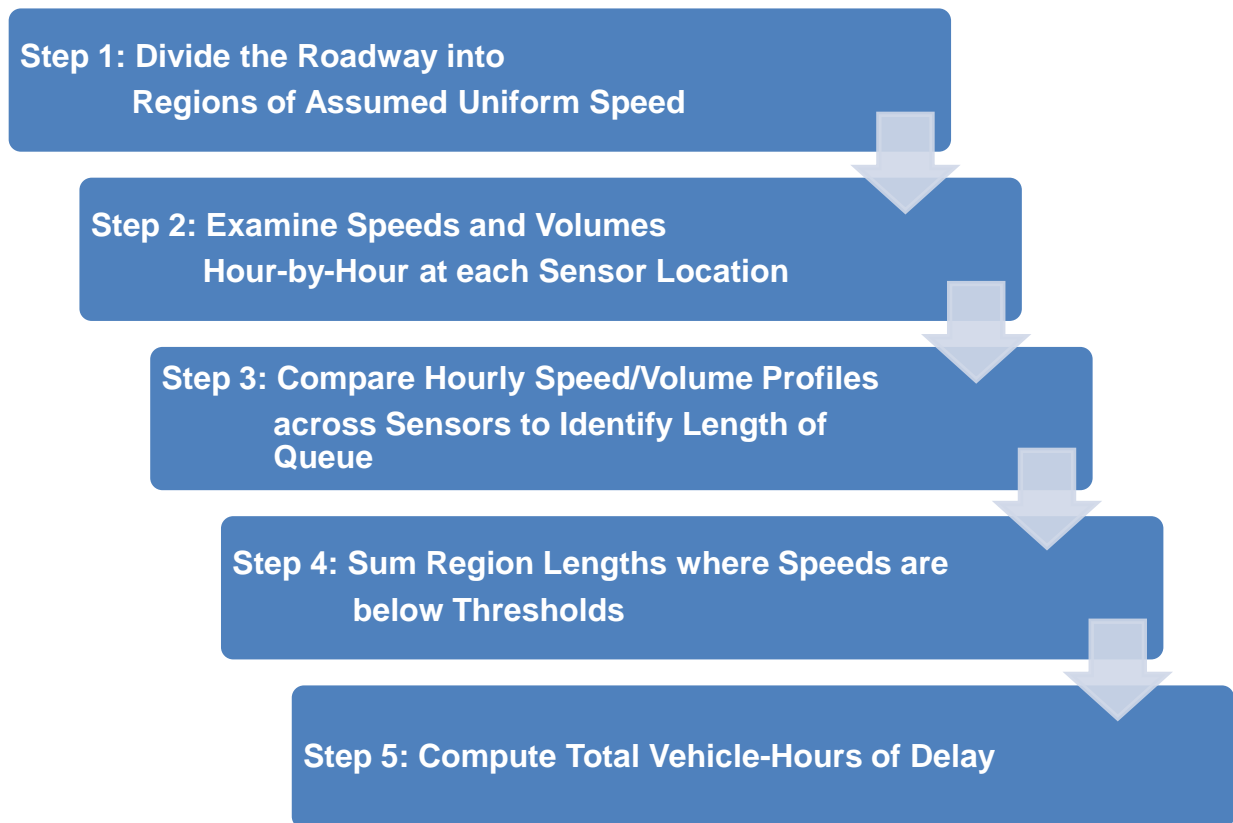 Step 1: Divide the Roadway into
Regions of Assumed Uniform Speed
Step 2: Examine Speeds and Volumes
Hour-by-Hour at each Sensor Location
Step 3: Compare Hourly Speed/Volume Profiles
across Sensors to Identify Length of
Queue
Step 4: Sum Region Lengths where Speeds are
below Thresholds
Step 5: Compute Total Vehicle-Hours of Delay